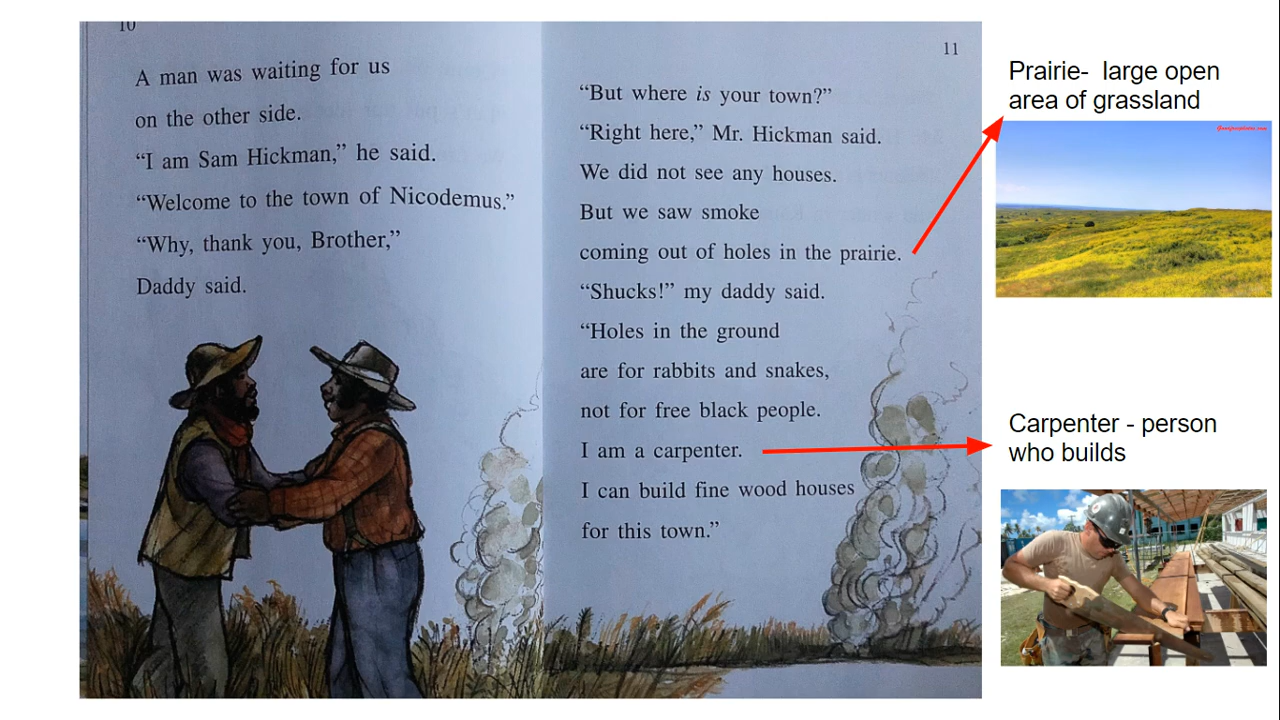 10
A man was waiting for us
on the other side.
“I am Sam Hickman,” he said.
“Welcome to the town of Nicodemus.”
“Why, thank you, Brother,”
Daddy said.
11
“But where is your town?”
“Right here,” Mr. Hickman said.
We did not see any houses.
But we saw smoke
coming out of holes in the prairie.
“Shucks!” my daddy said.
“Holes in the ground
are for rabbits and snakes,
not for free black people.
I am a carpenter.
I can build fine wood houses
for this town.”
Prairie-  large open
area of grassland
Carpenter - person
who builds